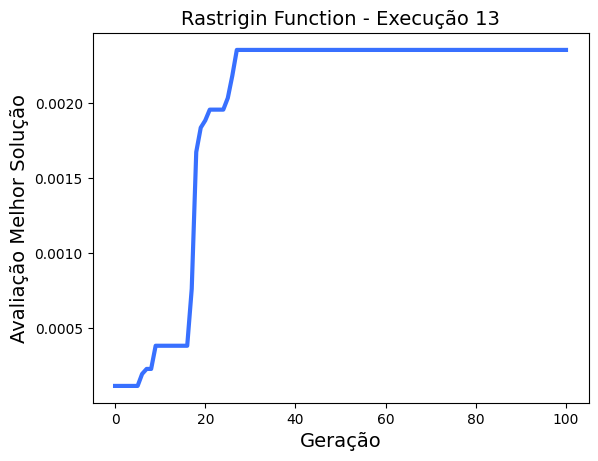 Rastrigin Function - Execução 13
Avaliação Melhor Solução
0.0020
0.0015
0.0010
0.0005
0 20 40 60 80 100
Geração